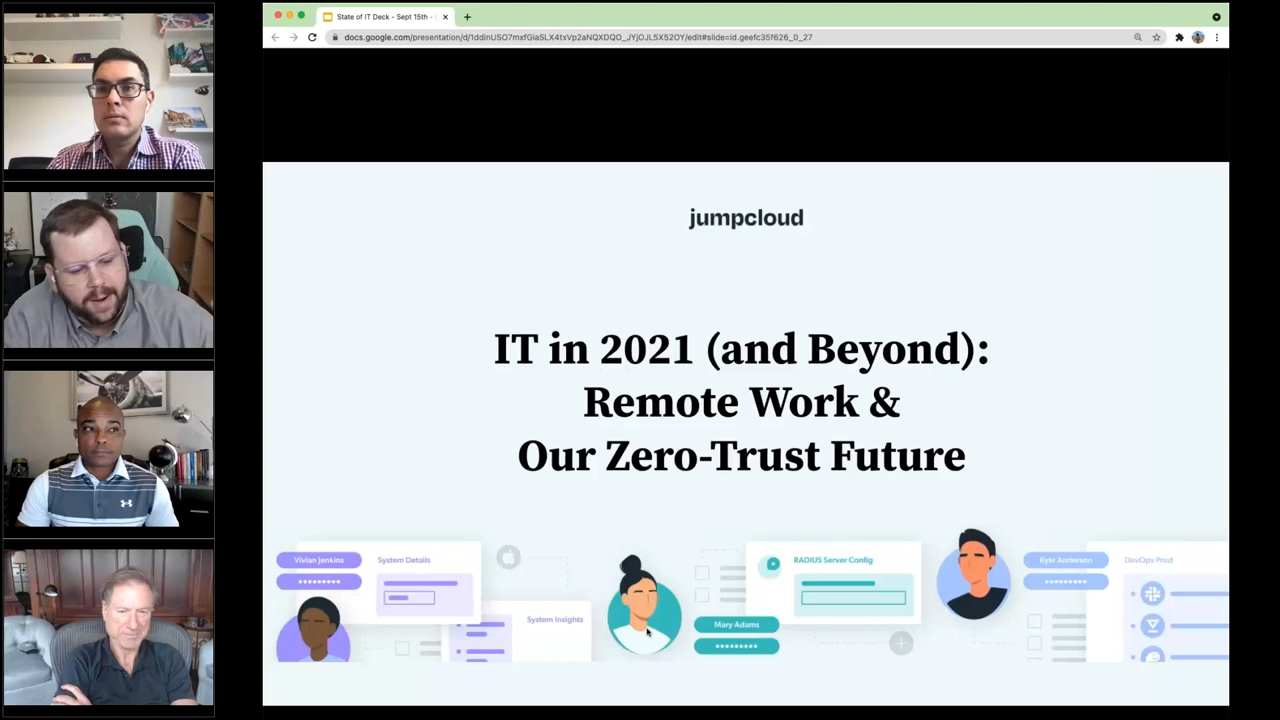 State of IT Deck - Sept 15th -
docs.google.com/presentation/d/1ddinUSO7mxfGiaSLX4txVp2aNQXDQO_JYjOJL5X52OY/edit#slide=id.geefc35f626_0_27
jumpcloud
IT in 2021 (and Beyond):
Remote Work &
Our Zero-Trust Future
Vivian Jenkins
System Details
System Insights
Mary Adams
RADIUS Server Config
Kyle Anderson
DevOps Prod